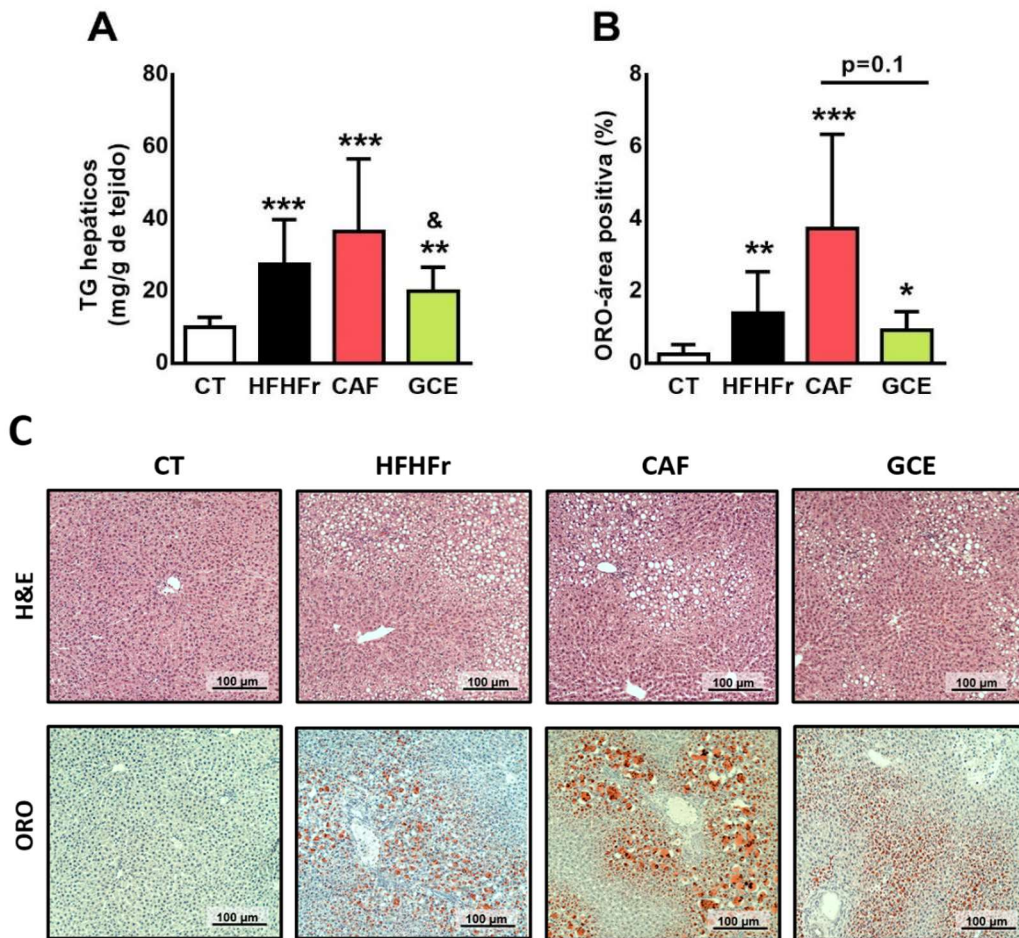 A
TG hepáticos
(mg/g de tejido)
80
60
40
20
0
***
***
&
**
CT HFHFr CAF GCE
B
ORO-área positiva (%)
8
6
4
2
0
p=0.1
**
***
*
CT HFHFr CAF GCE
C
CT HFHFr CAF GCE
H&E
100 µm 100 µm 100 µm 100 µm
ORO
100 µm 100 µm 100 µm 100 µm